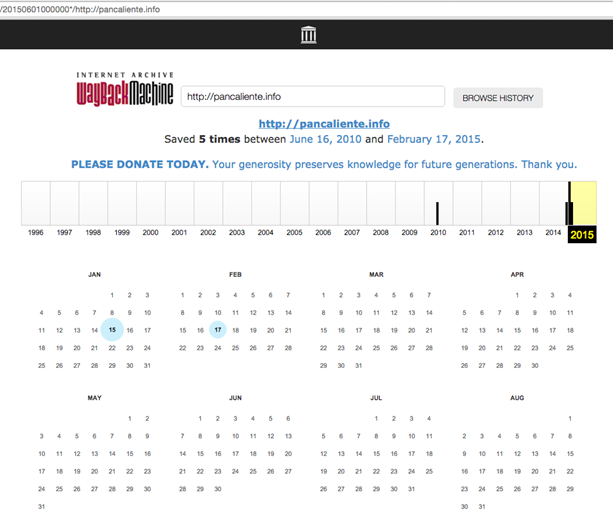 /20150601000000*/http://pancaliente.info
INTERNET ARCHIVE
WayBackMachine
http://pancaliente.info
BROWSE HISTORY
http://pancaliente.info
Saved 5 times between June 16, 2010 and February 17, 2015.
PLEASE DONATE TODAY. Your generosity preserves knowledge for future generations. Thank you.
1996 1997 1998 1999 2000 2001 2002 2003 2004 2005 2006 2007 2008 2009 2010 2011 2012 2013 2014 2015
JAN FEB MAR APR
1 2 3 1 2 3 4 5 6 7 1 2 3 4 5 6 7 1 2 3 4
4 5 6 7 8 9 10 8 9 10 11 12 13 14 8 9 10 11 12 13 14 5 6 7 8 9 10 11
11 12 13 14 15 16 17 15 16 17 18 19 20 21 15 16 17 18 19 20 21 12 13 14 15 16 17 18
18 19 20 21 22 23 24 22 23 24 25 26 27 28 22 23 24 25 26 27 28 19 20 21 22 23 24 25
25 26 27 28 29 30 31 29 30 31 26 27 28 29 30
MAY JUN JUL AUG
1 2 1 2 3 4 5 6 1 2 3 4 1
3 4 5 6 7 8 9 7 8 9 10 11 12 13 5 6 7 8 9 10 11 2 3 4 5 6 7 8
10 11 12 13 14 15 16 14 15 16 17 18 19 20 12 13 14 15 16 17 18 9 10 11 12 13 14 15
17 18 19 20 21 22 23 21 22 23 24 25 26 27 19 20 21 22 23 24 25 16 17 18 19 20 21 22
24 25 26 27 28 29 30 28 29 30 26 27 28 29 30 31 23 24 25 26 27 28 29
31 30 31